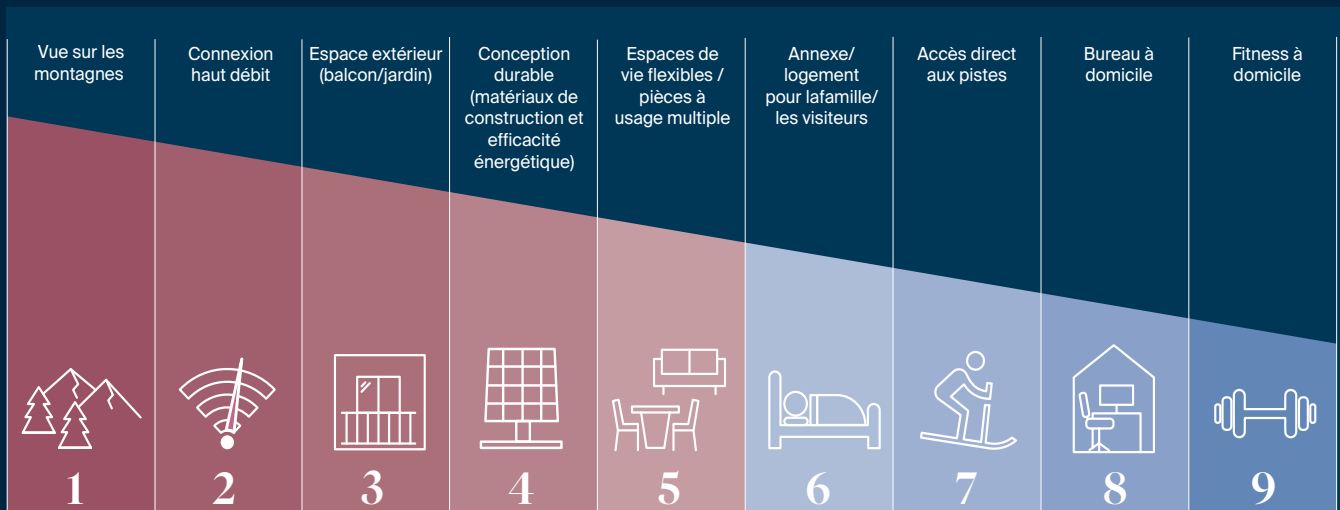 Vue sur les
montagnes
Connexion
haut débit
Espace extérieur
(balcon/jardin)
Conception
durable
(matériaux de
construction et
efficacité
énergétique)
Espaces de
vie flexibles /
pièces à
usage multiple
Annexe/
logement
pour lafamille/
les visiteurs
Accès direct
aux pistes
Bureau à
domicile
Fitness à
domicile
1
2
3
4
5
6
7
8
9